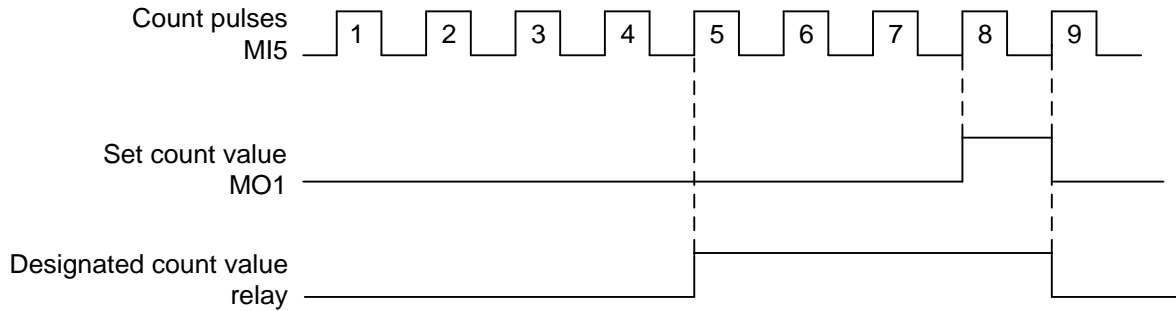 Count pulses
MI5
1 2 3 4 5 6 7 8 9
Set count value
MO1
Designated count value
relay